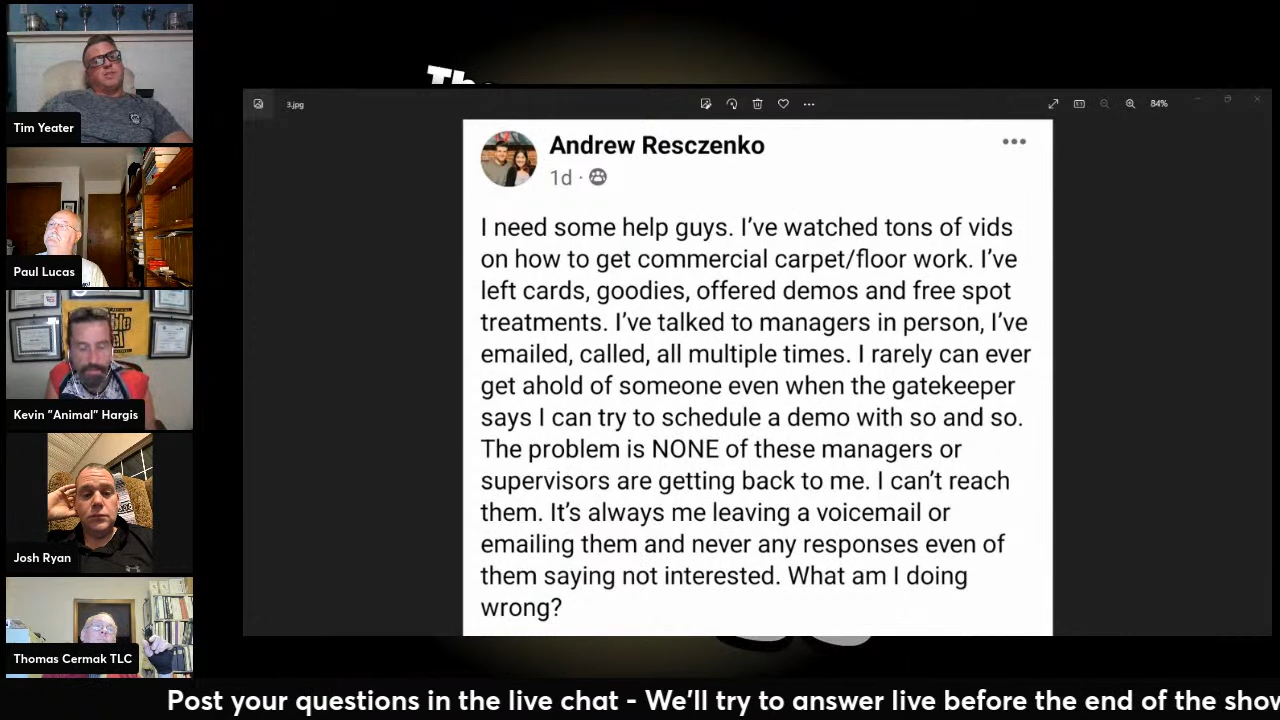 Tim Yeater
Paul Lucas
Kevin "Animal" Hargis
Josh Ryan
Thomas Cermak TLC
The
3.jpg
84%
Andrew Resczenko
1d ·
I need some help guys. I've watched tons of vids
on how to get commercial carpet/floor work. I've
left cards, goodies, offered demos and free spot
treatments. I've talked to managers in person, I've
emailed, called, all multiple times. I rarely can ever
get ahold of someone even when the gatekeeper
says I can try to schedule a demo with so and so.
The problem is NONE of these managers or
supervisors are getting back to me. I can't reach
them. It's always me leaving a voicemail or
emailing them and never any responses even of
them saying not interested. What am I doing
wrong?
Post your questions in the live chat - We'll try to answer live before the end of the show